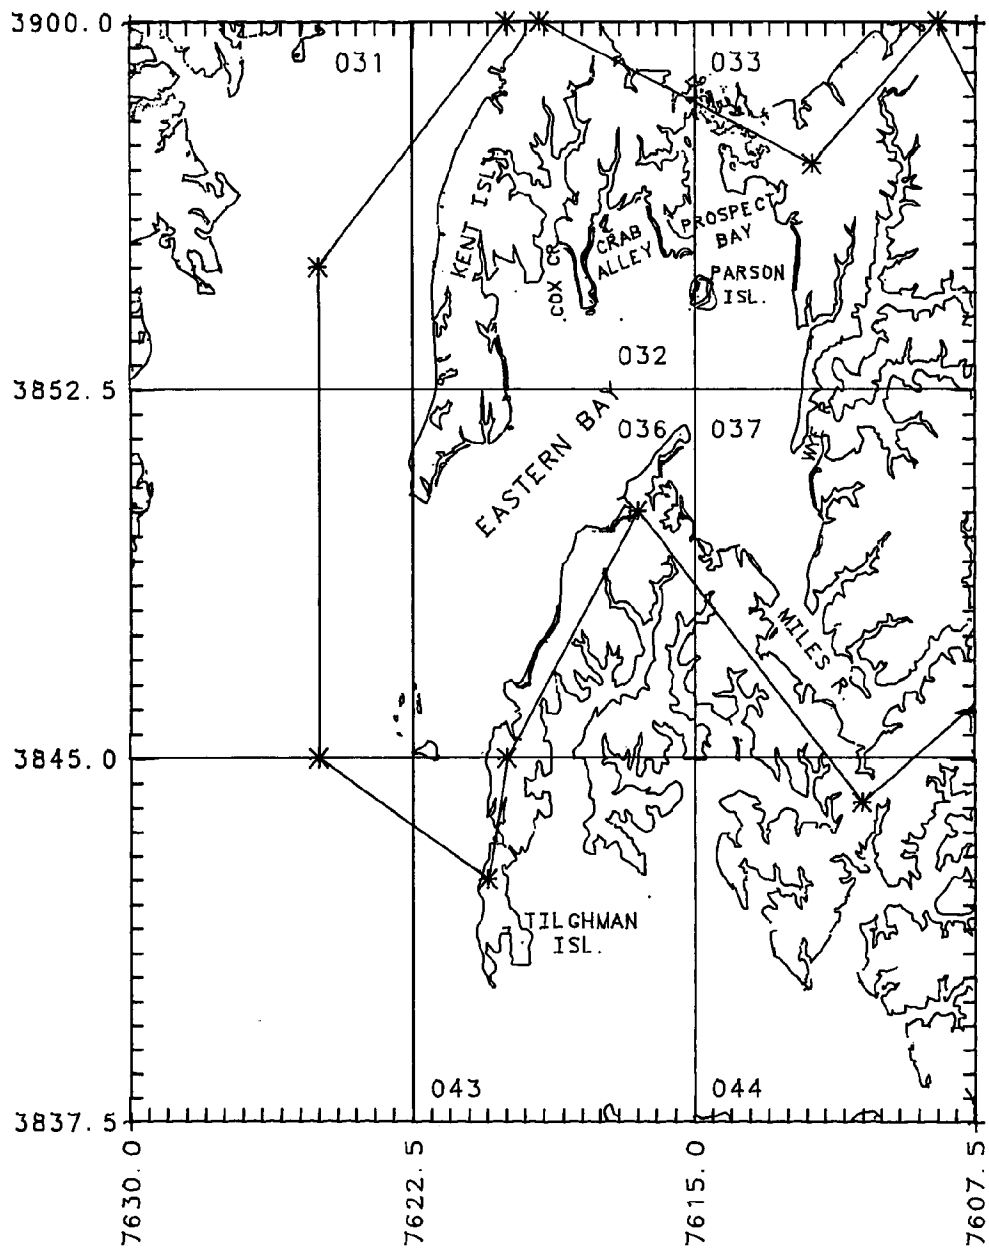 3900.0
031
033
KENT ISL.
COX CR
CRAB
ALLEY
PROSPECT
BAY
PARSON
ISL.
032
3852.5
036
037
EASTERN BAY
MILES R.
3845.0
TILGHMAN
ISL.
043
044
3837.5
7630.0
7622.5
7615.0
7607.5